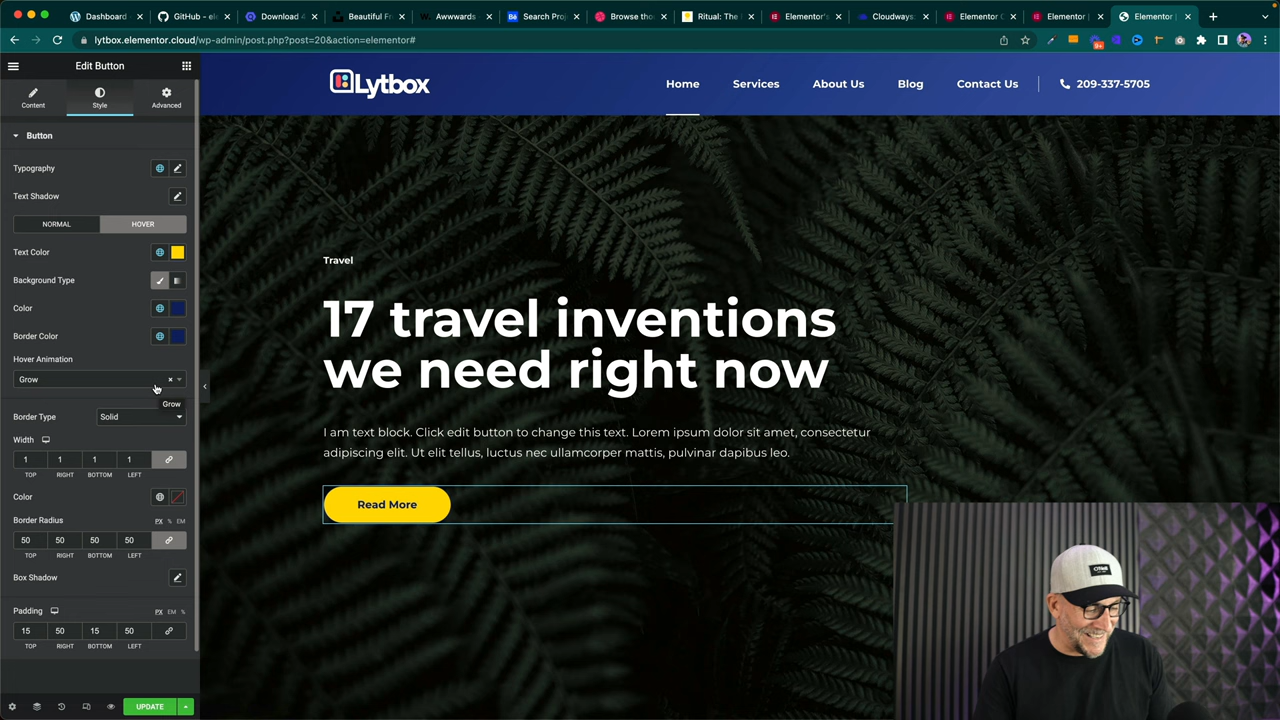 Dashboard
GitHub - ele
Download 4
Beautiful Fr
Awwwards
Search Proj
Browse thou
Ritual: The
Elementor's
Cloudways
Elementor C
Elementor |
Elementor |
lytbox.elementor.cloud/wp-admin/post.php?post=20&action=elementor#
Edit Button
Content
Style
Advanced
Button
Typography
Text Shadow
NORMAL
HOVER
Text Color
Background Type
Color
Border Color
Hover Animation
Grow
Grow
Border Type
Solid
Width
1 1 1 1
TOP RIGHT BOTTOM LEFT
Color
Border Radius
PX % EM
50 50 50 50
TOP RIGHT BOTTOM LEFT
Box Shadow
Padding
PX EM %
15 50 15 50
TOP RIGHT BOTTOM LEFT
UPDATE
Lytbox
Home
Services
About Us
Blog
Contact Us
209-337-5705
Travel
17 travel inventions
we need right now
I am text block. Click edit button to change this text. Lorem ipsum dolor sit amet, consectetur
adipiscing elit. Ut elit tellus, luctus nec ullamcorper mattis, pulvinar dapibus leo.
Read More